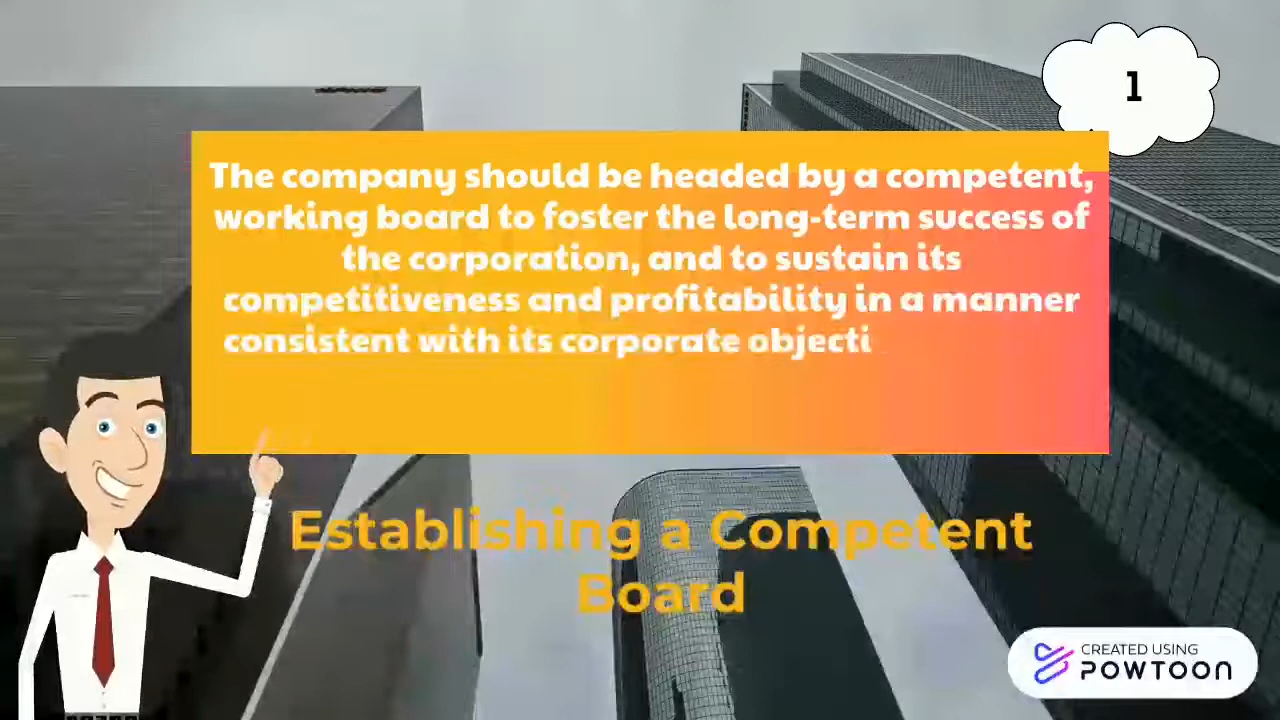 1
The company should be headed by a competent,
working board to foster the long-term success of
the corporation, and to sustain its
competitiveness and profitability in a manner
consistent with its corporate objecti
Establishing a Competent
Board
CREATED USING
POWTOON